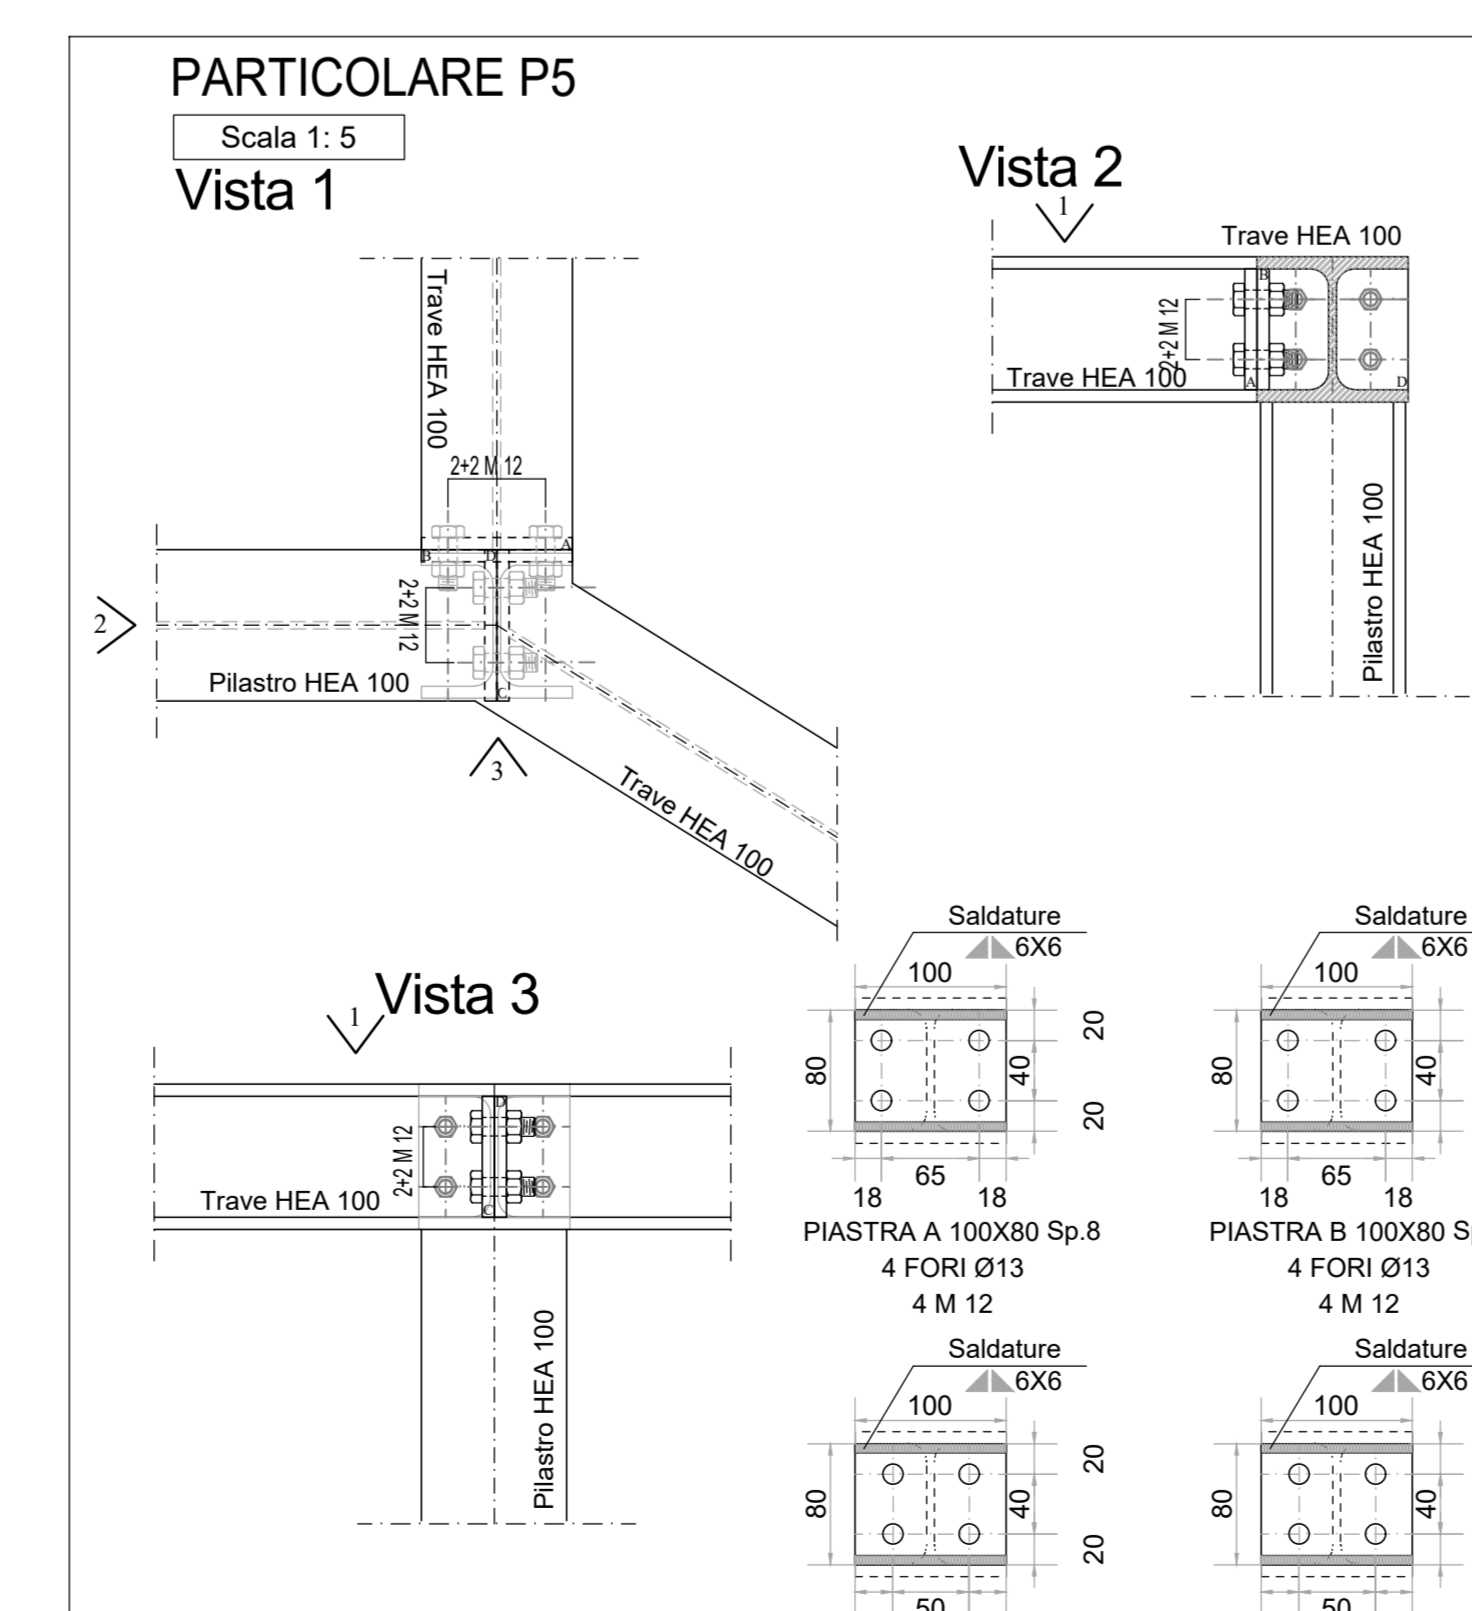 PARTICOLARE P5
Scala 1: 5
Vista 1
Trave HEA 100
2+2 M 12
B
D
A
2+2 M 12
2
Pilastro HEA 100
C
3
Trave HEA 100
Vista 2
1
Trave HEA 100
B
2+2 M 12
Trave HEA 100
A
D
Pilastro HEA 100
Vista 3
1
D
2+2 M 12
Trave HEA 100
C
Pilastro HEA 100
Saldature
6X6
100
20
80
40
20
65
18
18
PIASTRA A 100X80 Sp.8
4 FORI Ø13
4 M 12
Saldature
6X6
100
80
40
65
18
18
PIASTRA B 100X80
4 FORI Ø13
4 M 12
Saldature
6X6
100
20
80
40
20
50
Saldature
6X6
100
80
40
50